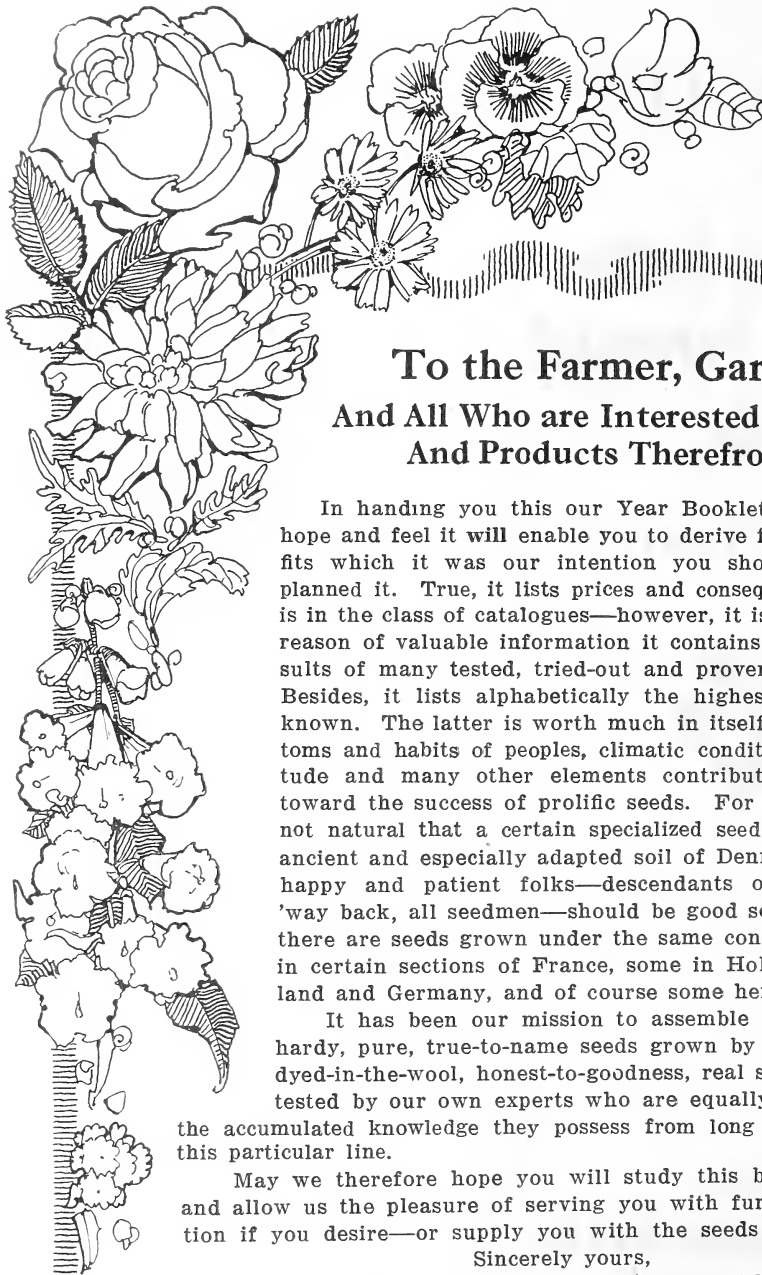 To the Farmer, Gar
And All Who are Interested
And Products Therefro
In handing you this our Year Booklet
hope and feel it will enable you to derive f
fits which it was our intention you sho
planned it. True, it lists prices and conseq
is in the class of catalogues—however, it is
reason of valuable information it contains
sults of many tested, tried-out and prover
Besides, it lists alphabetically the highes
known. The latter is worth much in itself
toms and habits of peoples, climatic condit
tude and many other elements contribut
toward the success of prolific seeds. For
not natural that a certain specialized seed
ancient and especially adapted soil of Den
happy and patient folks—descendants o
'way back, all seedmen—should be good se
there are seeds grown under the same con
in certain sections of France, some in Hol
land and Germany, and of course some he
It has been our mission to assemble
hardy, pure, true-to-name seeds grown by
dyed-in-the-wool, honest-to-goodness, real s
tested by our own experts who are equally
the accumulated knowledge they possess from long
this particular line.
May we therefore hope you will study this b
and allow us the pleasure of serving you with fur
tion if you desire—or supply you with the seeds
Sincerely yours,